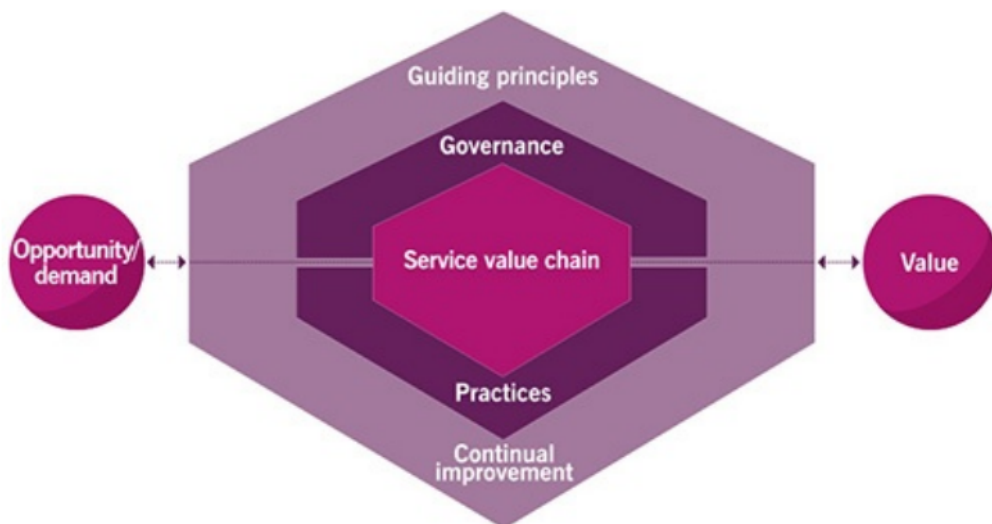 Guiding principles
Governance
Opportunity/
demand
Service value chain
Value
Practices
Continual
improvement